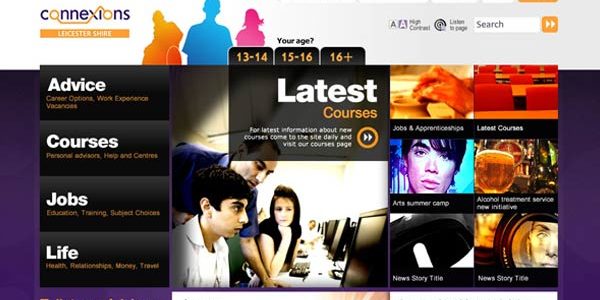 connexions
LEICESTER SHIRE
Your age?
13-14
15-16
16+
A A High
Contrast
Listen
to page
Search
Advice
Career Options, Work Experience
Vacancies
Courses
Personal advisors, Help and Centres
Jobs
Education, Training, Subject Choices
Life
Health, Relationships, Money, Travel
Latest
Courses
For latest information about new
courses come to the site daily and
visit our courses page
Jobs & Apprenticeships
Latest Courses
Arts summer camp
Alcohol treatment service
new initiative
News Story Title
News Story Title